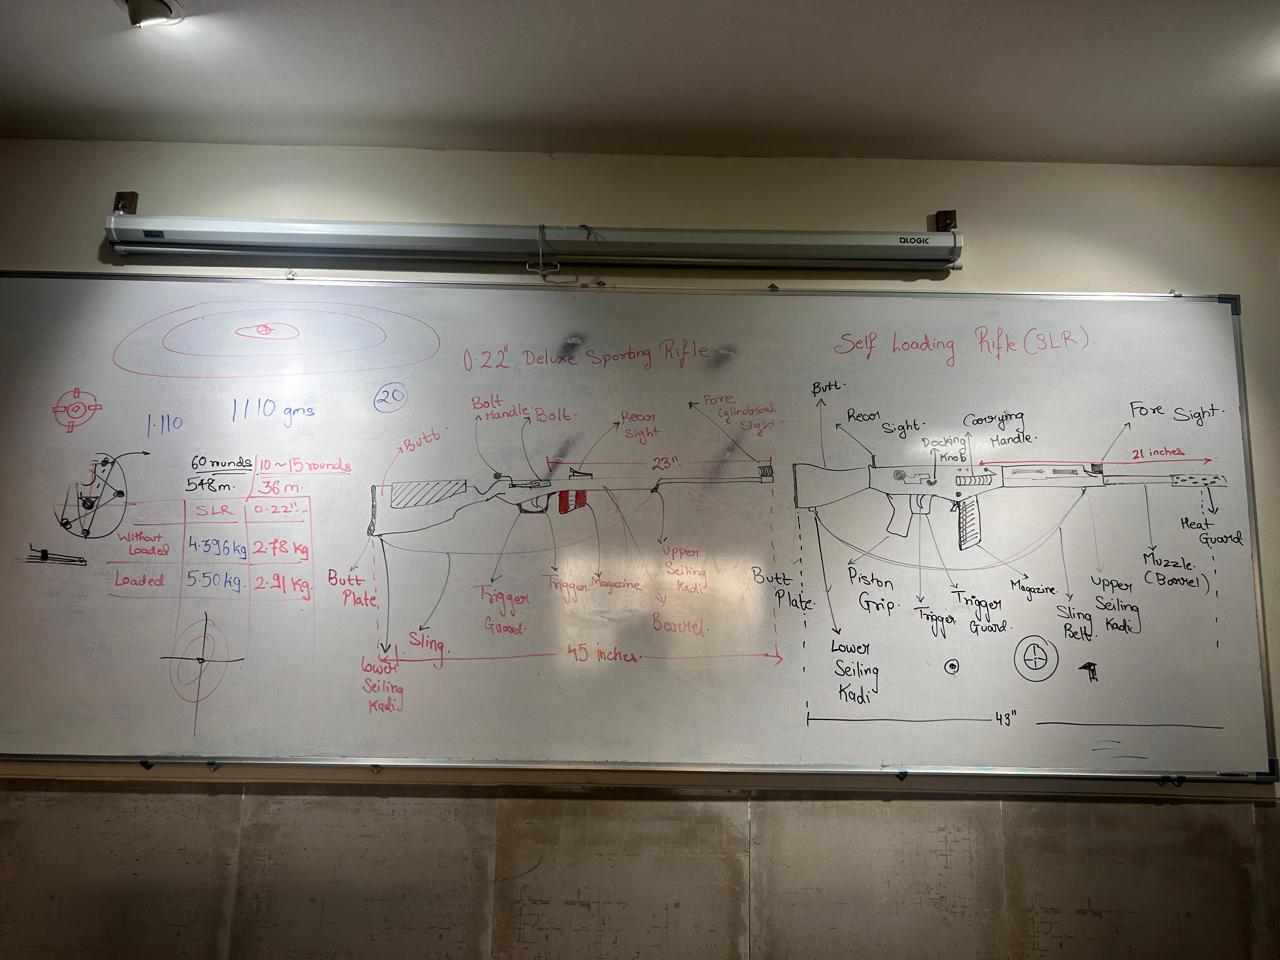 QLOGIC
0.22" Deluxe Sporting Rifle
Self Loading Rifle (SLR).
1.110
1110 gms
20
60 rounds
548m.
10 ~ 15 rounds
36 m.
SLR
0.22"
Without Loaded
4.396 kg
2.78 kg
Loaded
5.50 kg.
2.91 kg.
Butt.
Bolt
Handle.
Bolt.
Rear
Sight
Fore
Cylindrical
Sight
23"
Butt
Plate
Lower
Seiling
Kadi
Sling
Trigger
Guard.
Trigger
Magazine
Upper
Seiling
Kadi
Barrel.
45 inches.
Butt.
Rear
Sight.
Docking
Knob
Carrying
Handle.
Fore Sight.
21 inches
Heat
Guard
Muzzle.
(Barrel)
Butt
Plate.
Piston
Grip.
Trigger
Trigger
Guard.
Magazine.
Sling
Belt.
Upper
Seiling
Kadi
Lower
Seiling
Kadi
43"